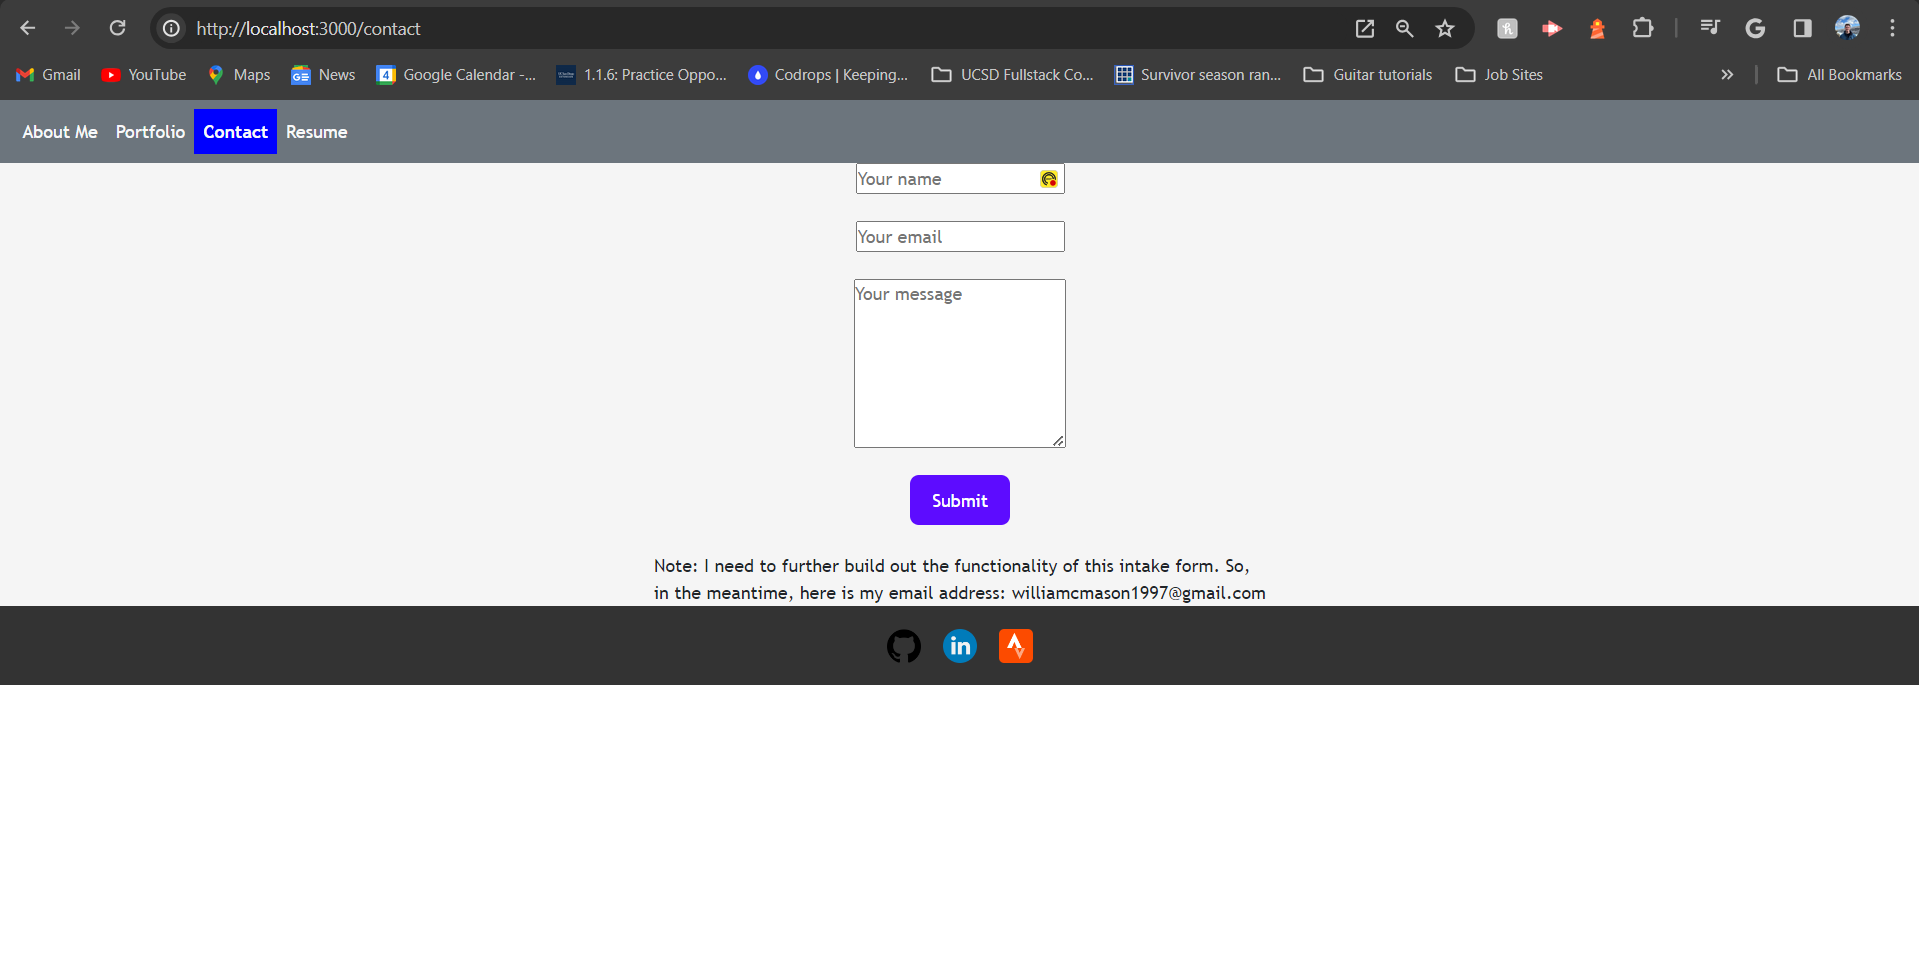 http://localhost:3000/contact
Gmail YouTube Maps News 4 Google Calendar -... 1.1.6: Practice Oppo... Codrops | Keeping... UCSD Fullstack Co... Survivor season ran... Guitar tutorials Job Sites » All Bookmarks
About Me Portfolio Contact Resume
Your name
Your email
Your message
Submit
Note: I need to further build out the functionality of this intake form. So,
in the meantime, here is my email address: williamcmason1997@gmail.com
in